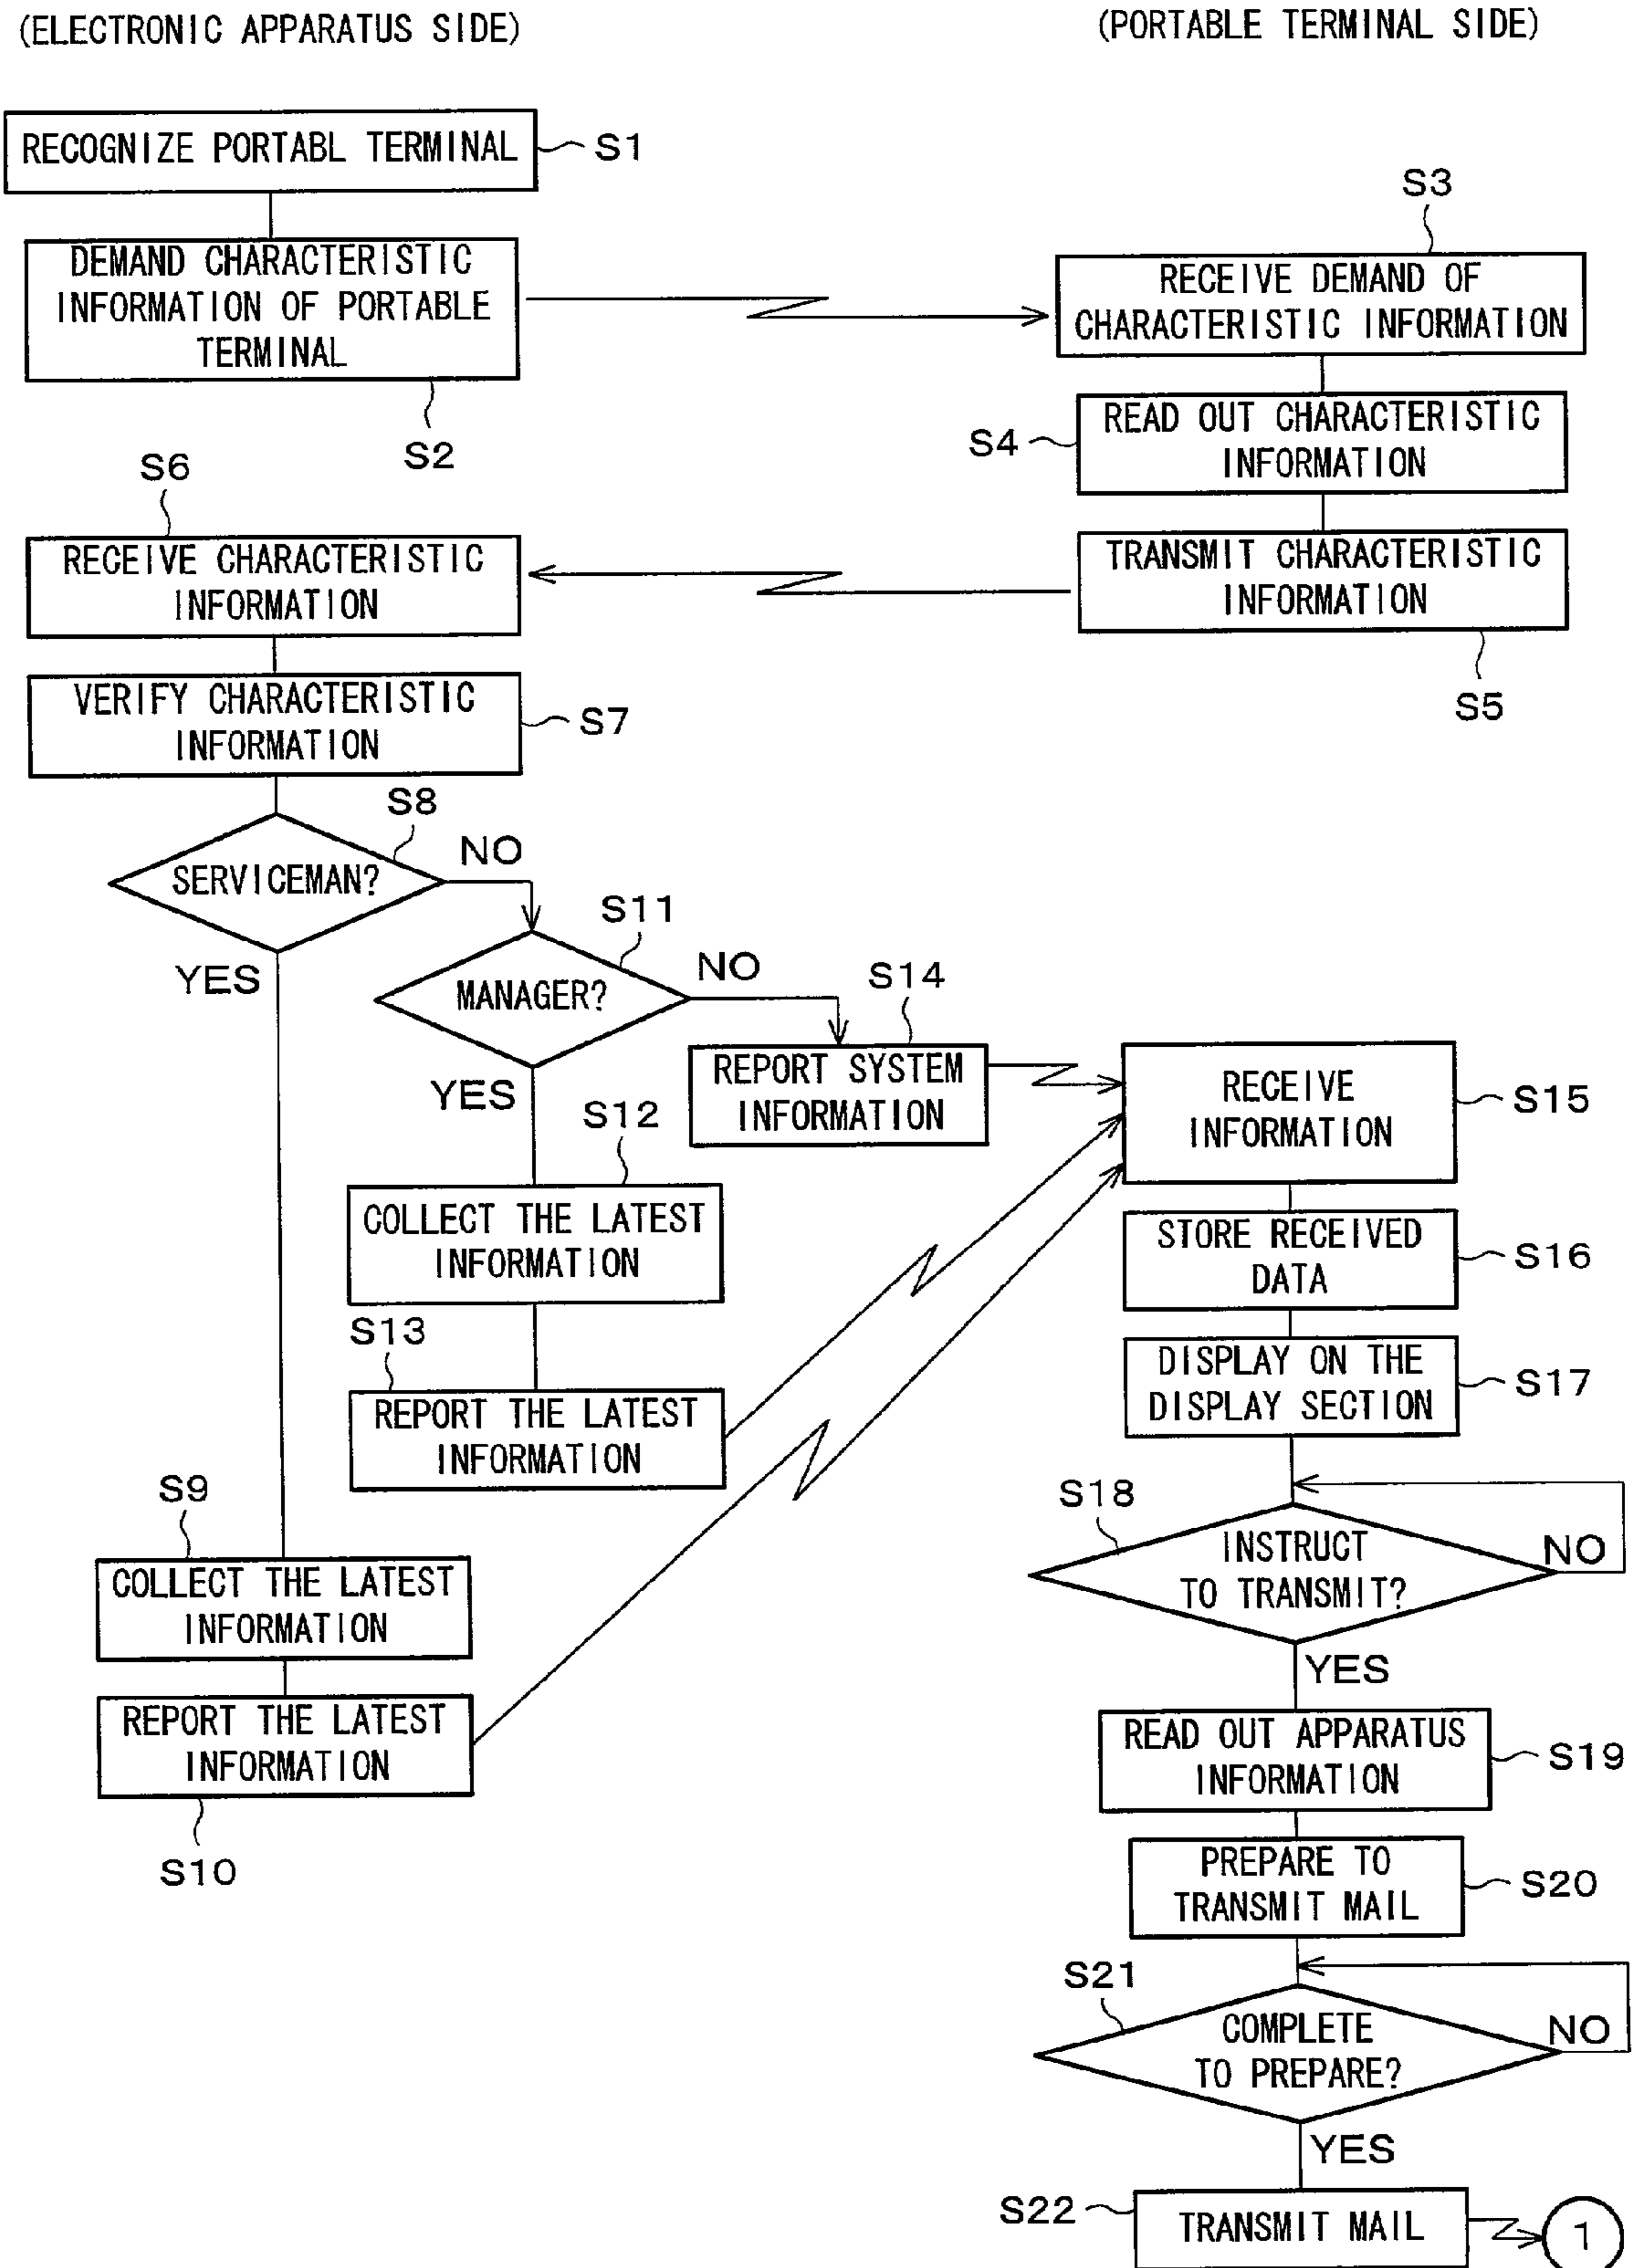 (ELECTRONIC APPARATUS SIDE)
(PORTABLE TERMINAL SIDE)
RECOGNIZE PORTABL TERMINAL
S1
DEMAND CHARACTERISTIC
INFORMATION OF PORTABLE
TERMINAL
S2
S3
RECEIVE DEMAND OF
CHARACTERISTIC INFORMATION
S4
READ OUT CHARACTERISTIC
INFORMATION
TRANSMIT CHARACTERISTIC
INFORMATION
S5
S6
RECEIVE CHARACTERISTIC
INFORMATION
VERIFY CHARACTERISTIC
INFORMATION
S7
S8
SERVICEMAN?
NO
YES
S11
MANAGER?
NO
YES
S14
REPORT SYSTEM
INFORMATION
S12
COLLECT THE LATEST
INFORMATION
S13
REPORT THE LATEST
INFORMATION
S9
COLLECT THE LATEST
INFORMATION
REPORT THE LATEST
INFORMATION
S10
RECEIVE
INFORMATION
S15
STORE RECEIVED
DATA
S16
DISPLAY ON THE
DISPLAY SECTION
S17
S18
INSTRUCT
TO TRANSMIT?
NO
YES
READ OUT APPARATUS
INFORMATION
S19
PREPARE TO
TRANSMIT MAIL
S20
S21
COMPLETE
TO PREPARE?
NO
YES
S22
TRANSMIT MAIL
1